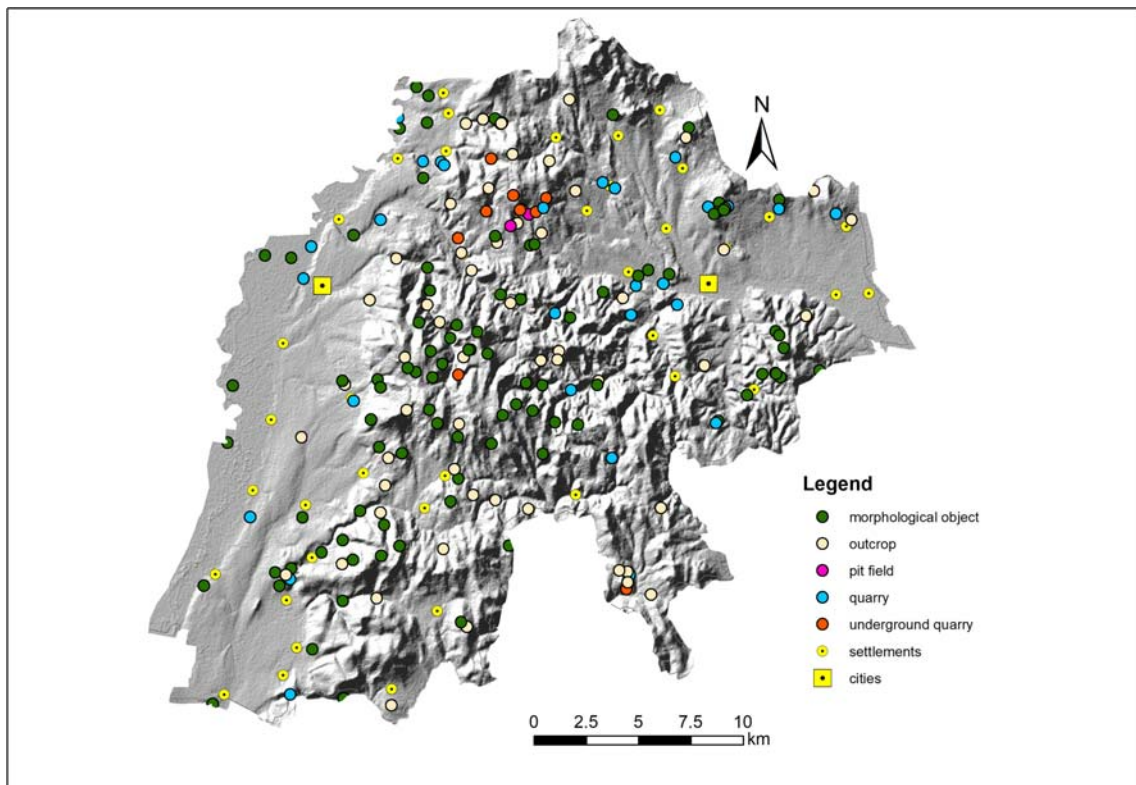 N
Legend
morphological object
outcrop
pit field
quarry
underground quarry
settlements
cities
0 2.5 5 7.5 10
km